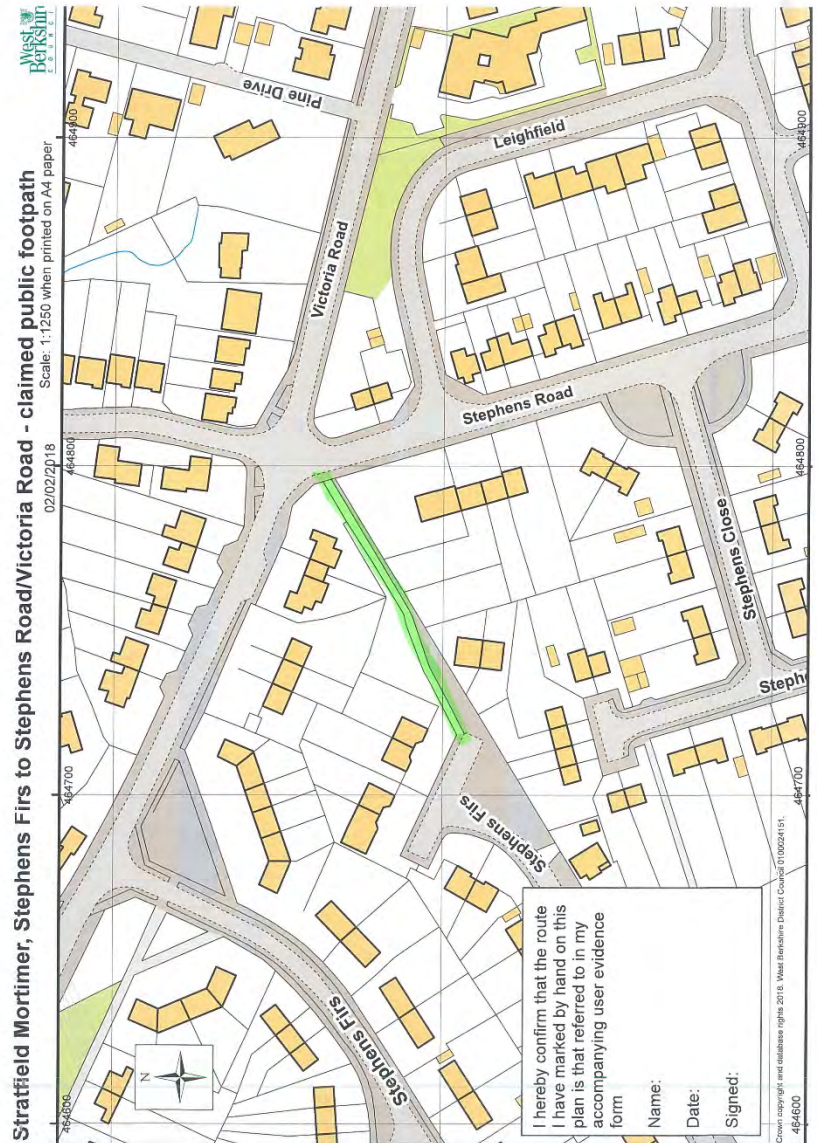 West
Berkshire
COUNCIL
Stratfield Mortimer, Stephens Firs to Stephens Road/Victoria Road - claimed public footpath
02/02/2018
Scale: 1:1250 when printed on A4 paper
464600
464700
464800
464900
Pine Drive
Victoria Road
Leighfield
Stephens Road
Stephens Close
Steph
Stephens Firs
Stephens Firs
N
I hereby confirm that the route
I have marked by hand on this
plan is that referred to in my
accompanying user evidence
form
Name:
Date:
Signed:
Crown copyright and database rights 2018. West Berkshire District Council 0100024151.
464600
464700
464800
464900